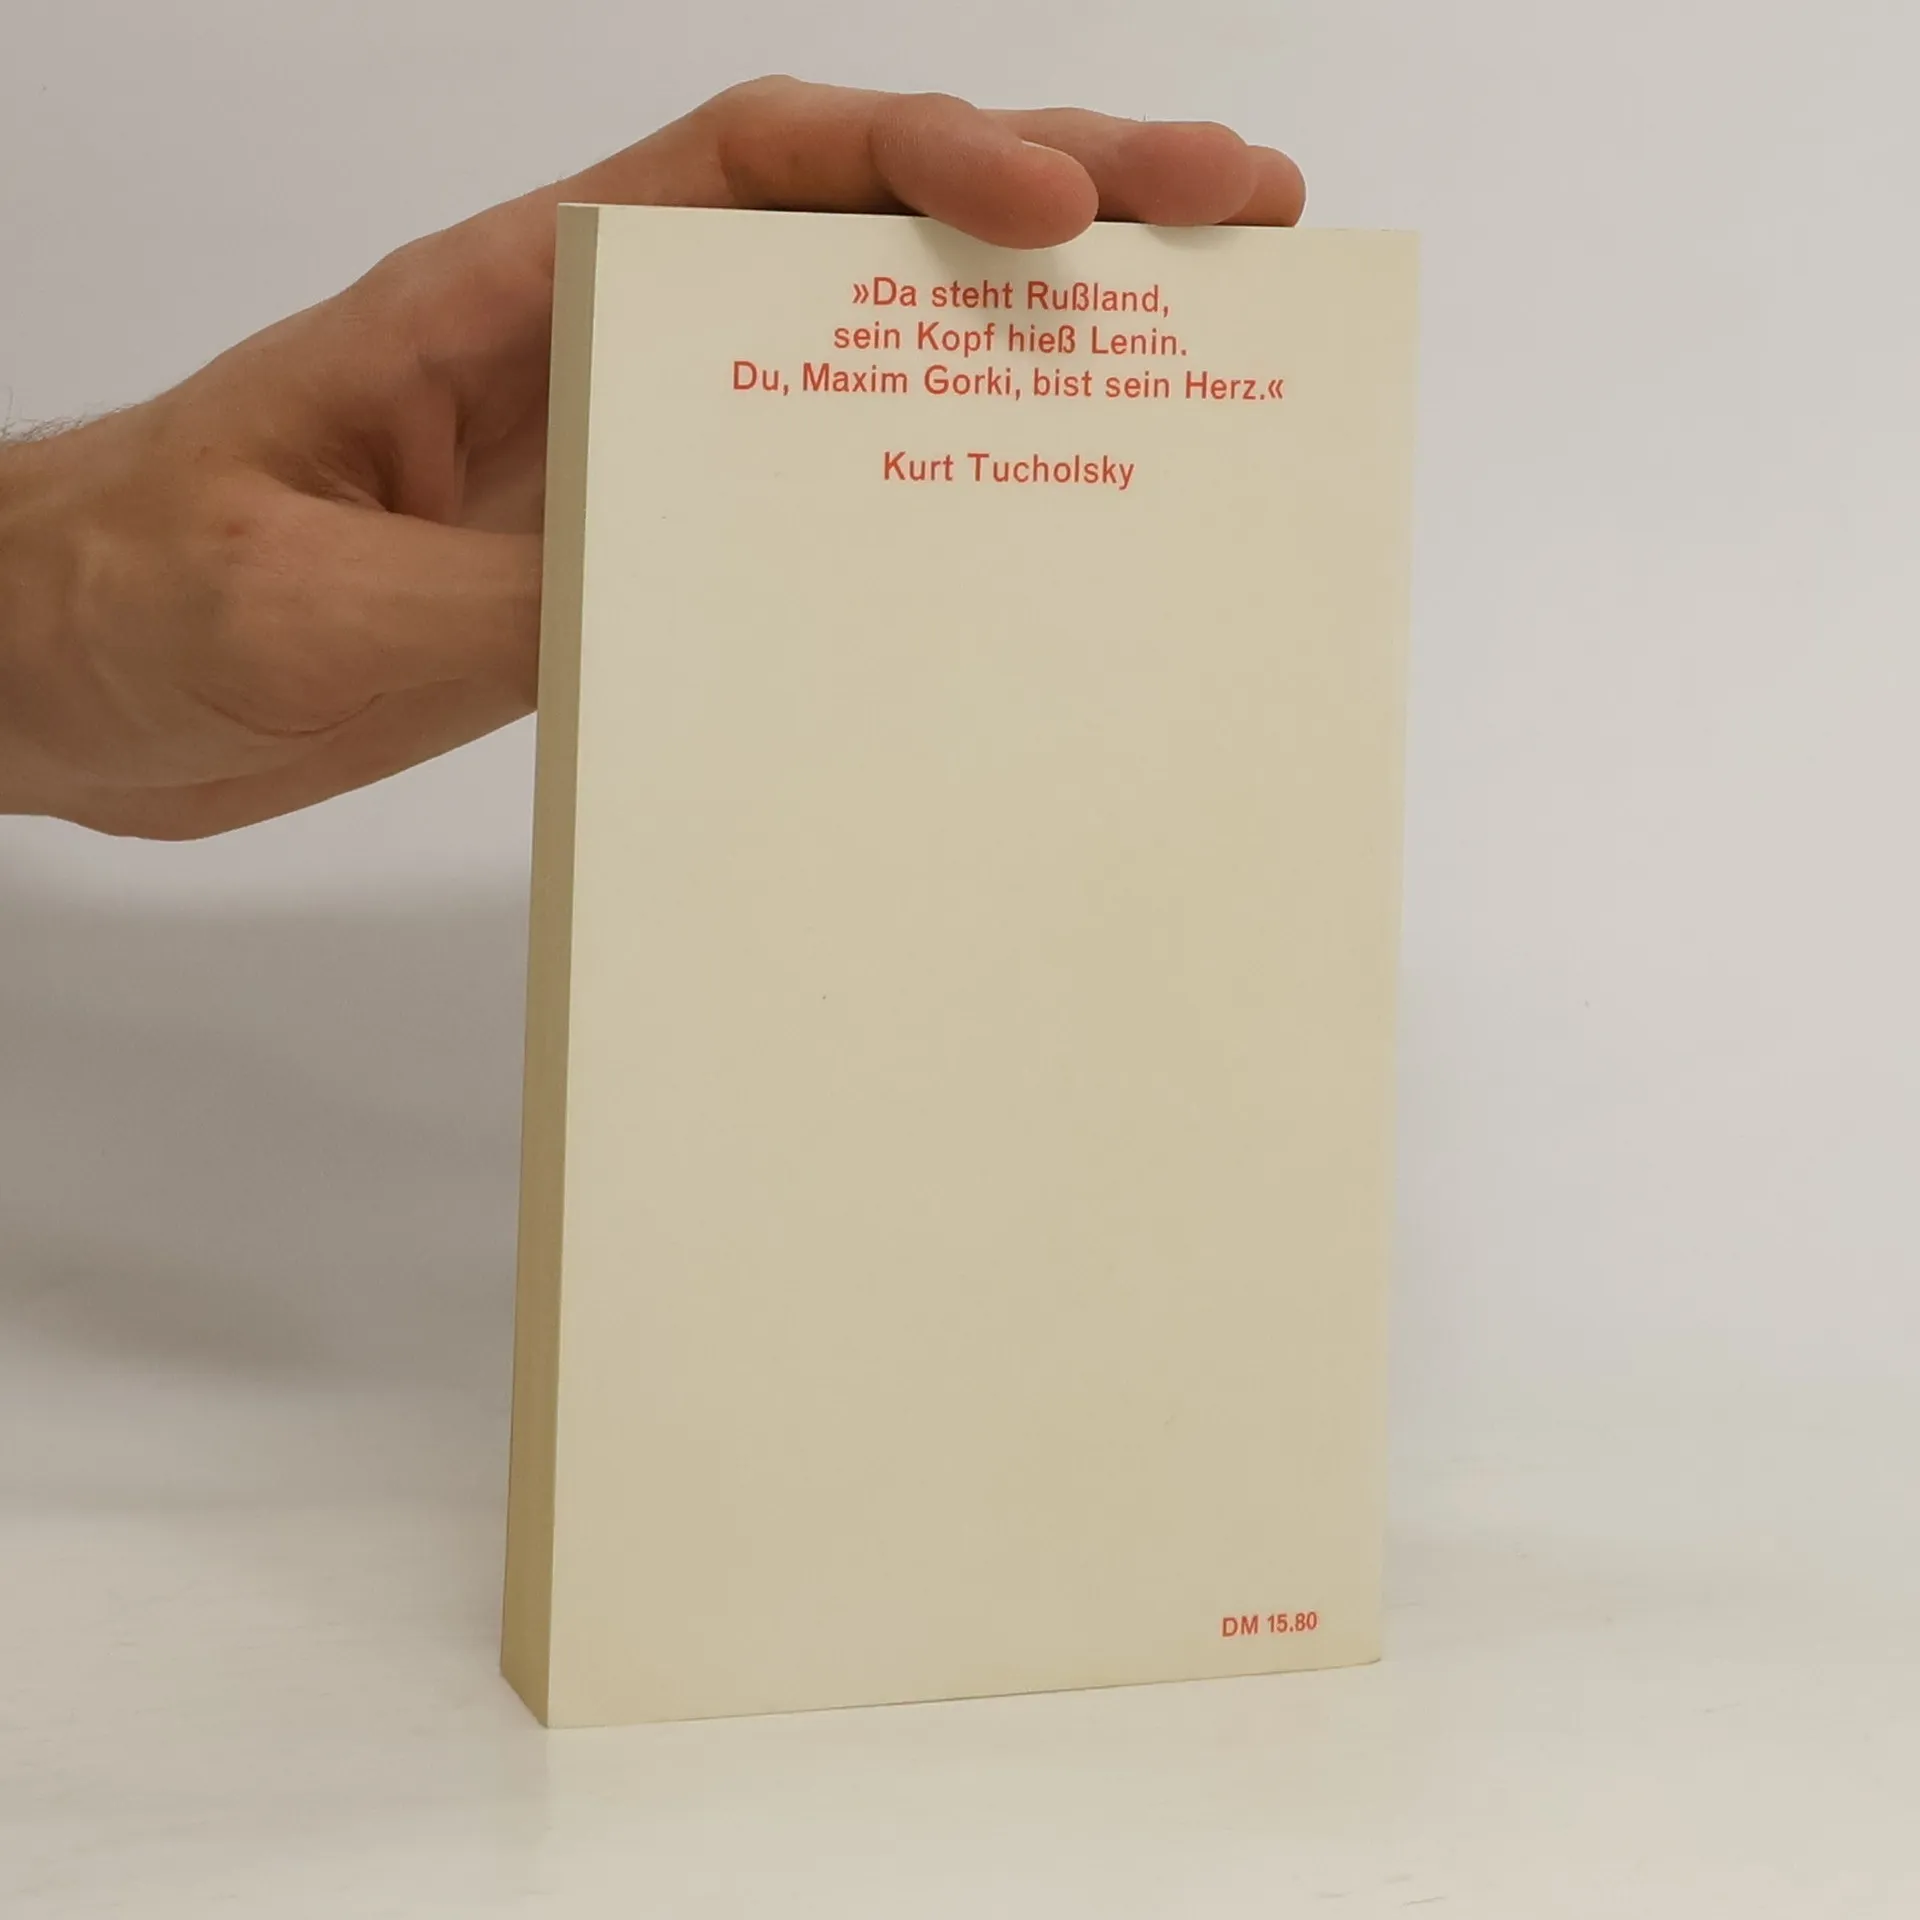 »Da steht Rußland,
sein Kopf hieß Lenin.
Du, Maxim Gorki, bist sein Herz.«
Kurt Tucholsky
DM 15.80